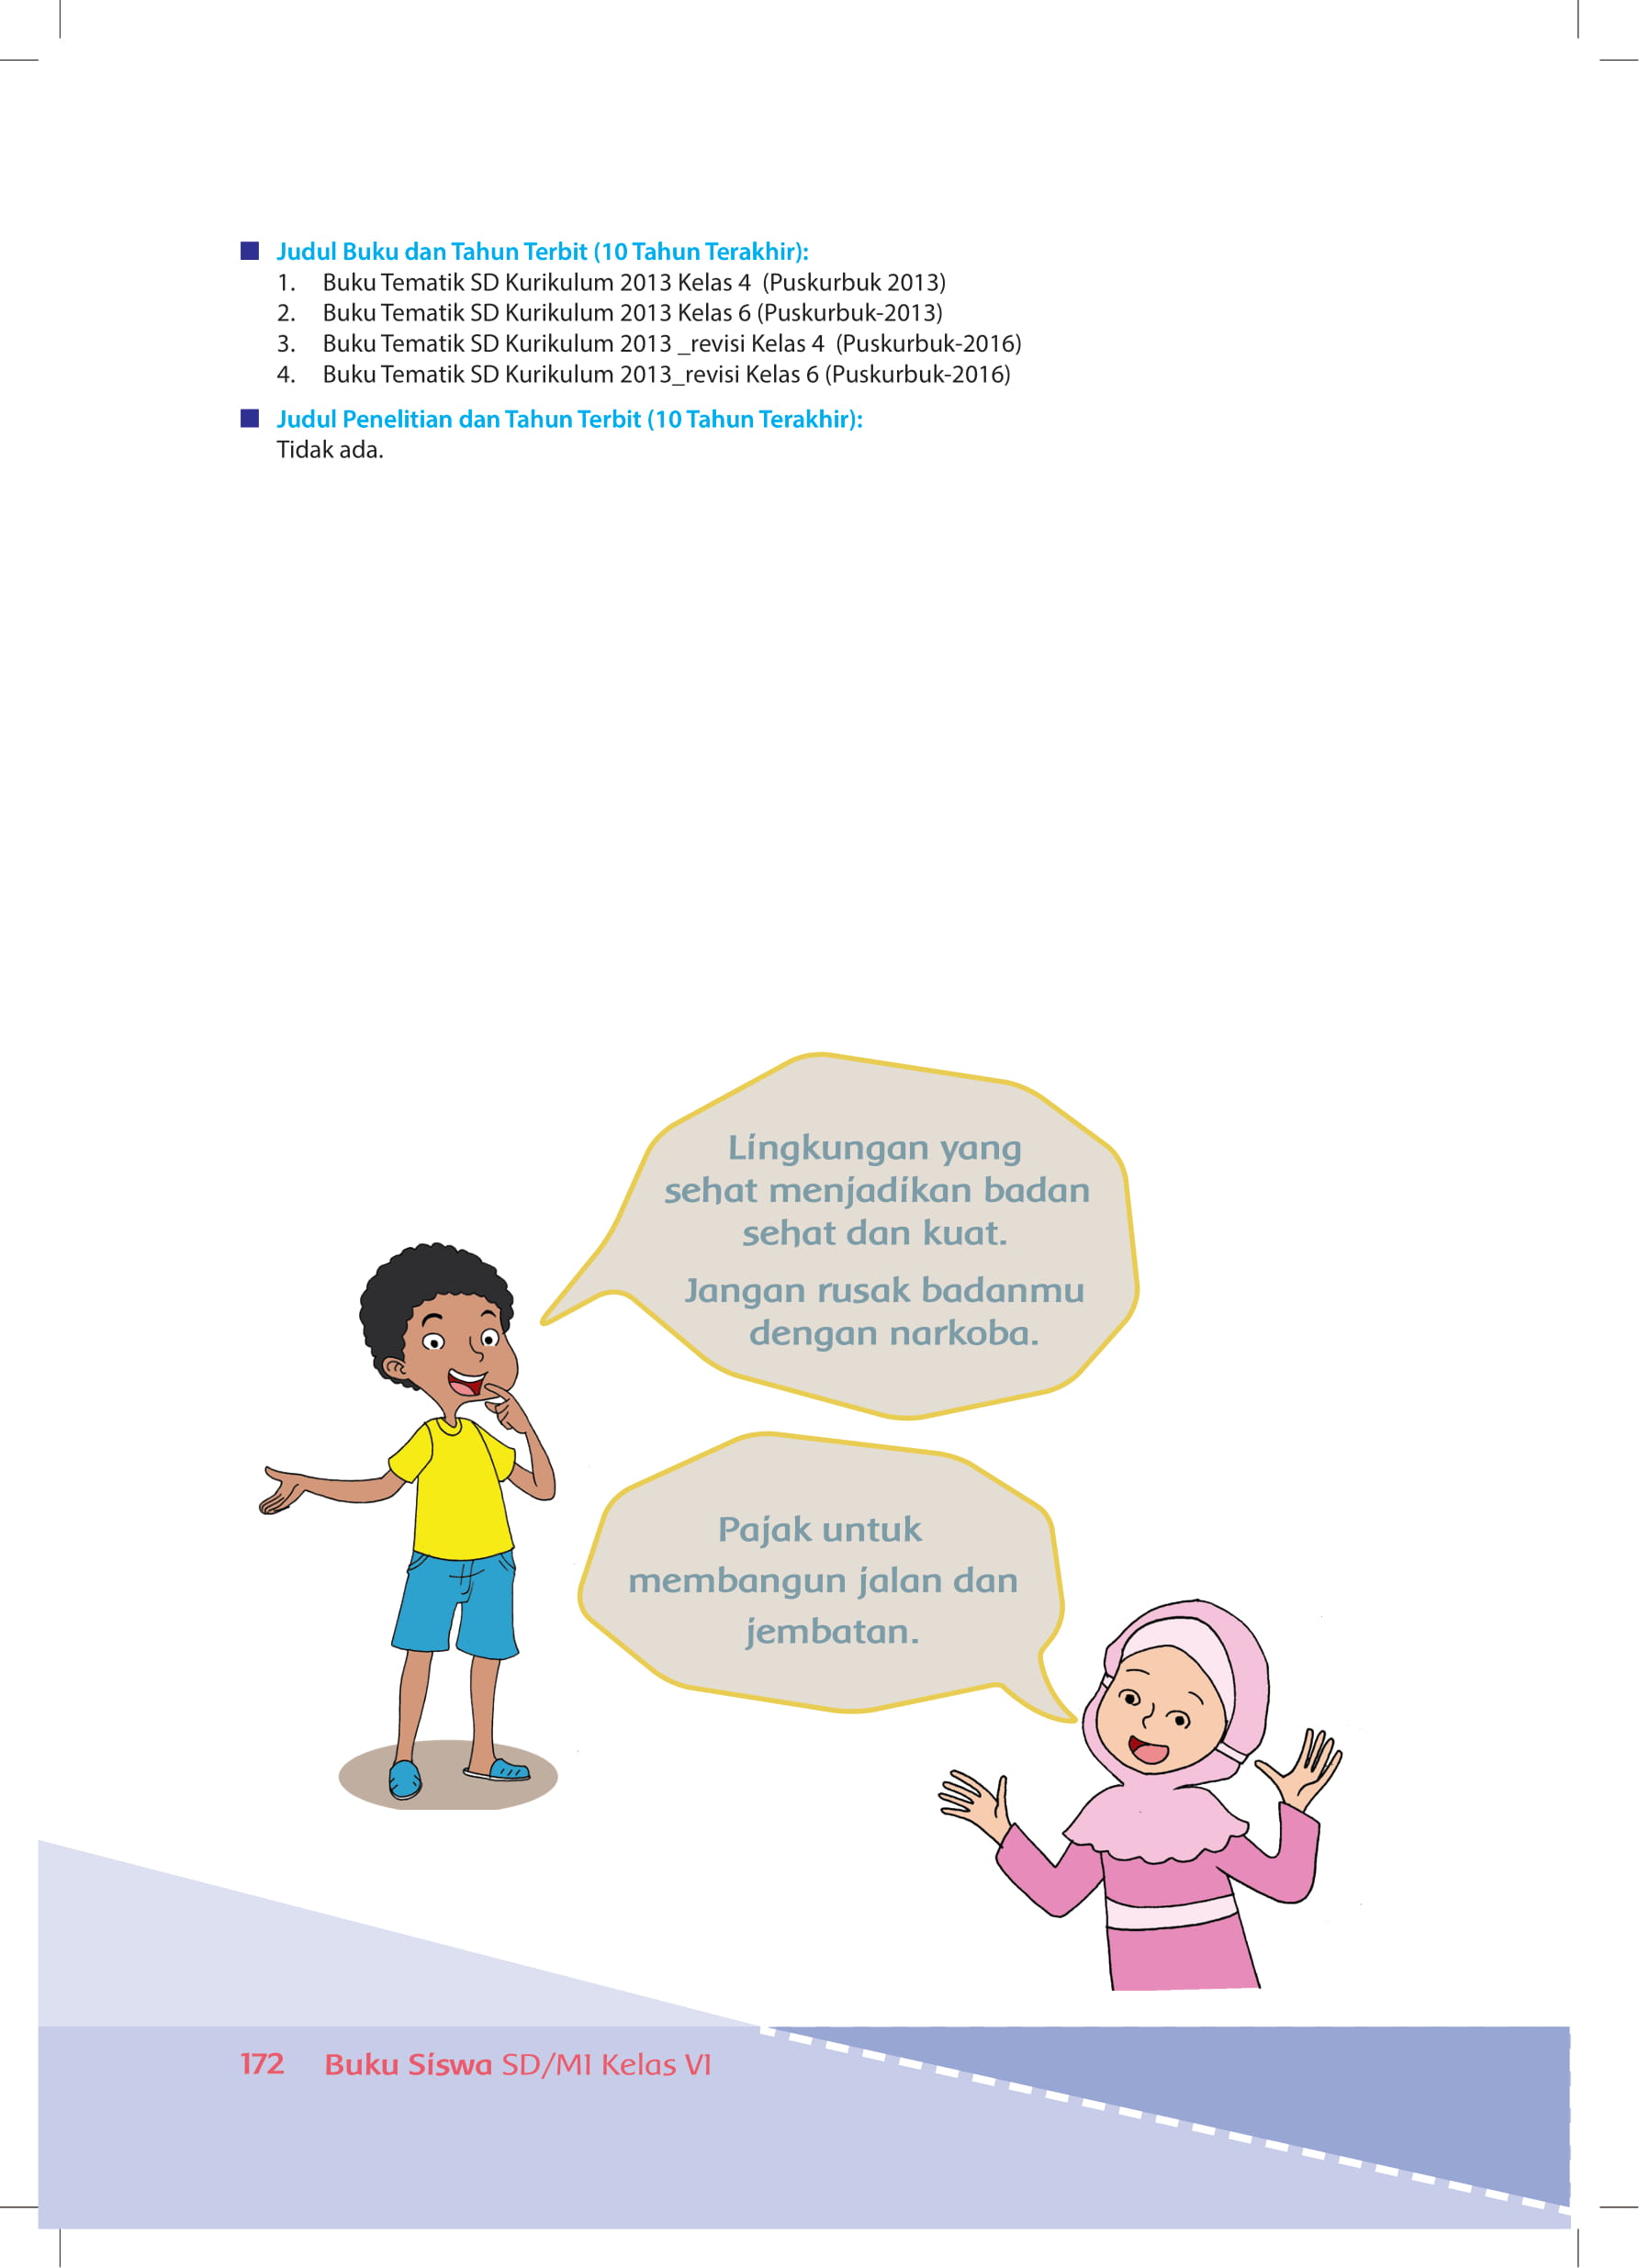 Judul Buku dan Tahun Terbit (10 Tahun Terakhir):
1. Buku Tematik SD Kurikulum 2013 Kelas 4 (Puskurbuk 2013)
2. Buku Tematik SD Kurikulum 2013 Kelas 6 (Puskurbuk-2013)
3. Buku Tematik SD Kurikulum 2013 _revisi Kelas 4 (Puskurbuk-2016)
4. Buku Tematik SD Kurikulum 2013_revisi Kelas 6 (Puskurbuk-2016)
Judul Penelitian dan Tahun Terbit (10 Tahun Terakhir):
Tidak ada.
Lingkungan yang
sehat menjadikan badan
sehat dan kuat.
Jangan rusak badanmu
dengan narkoba.
Pajak untuk
membangun jalan dan
jembatan.
172 Buku Siswa SD/MI Kelas VI